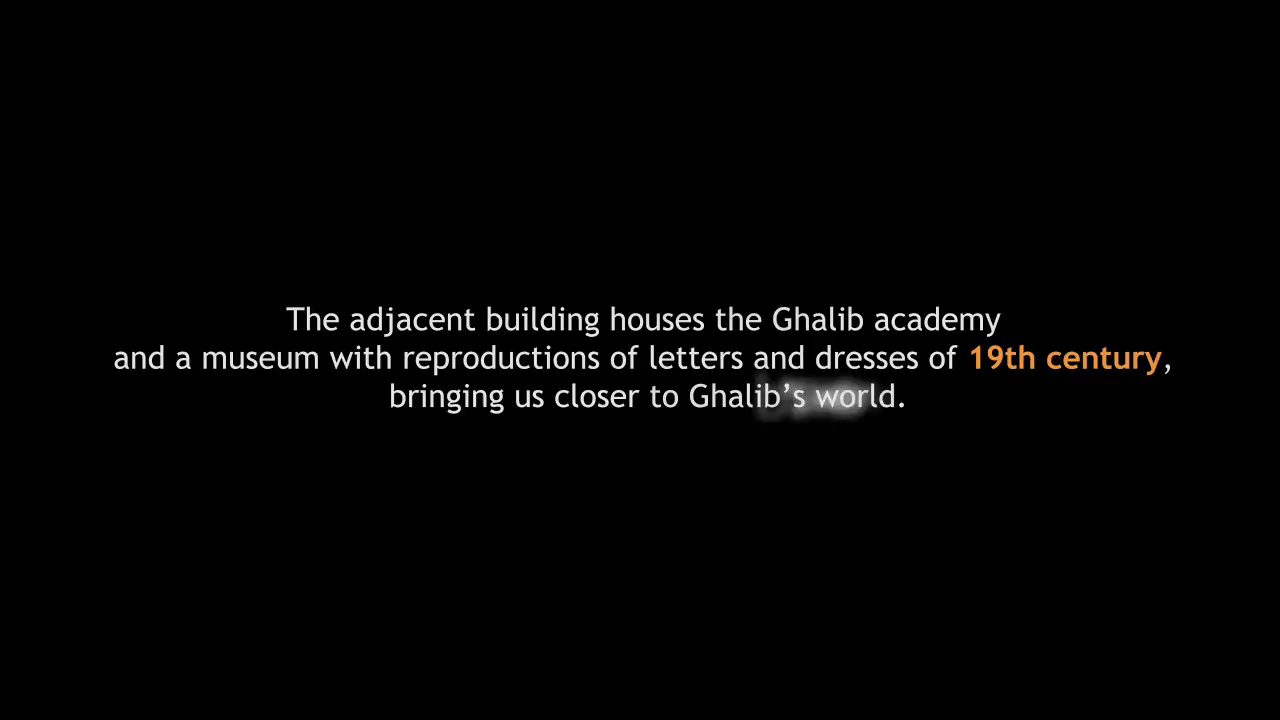 The adjacent building houses the Ghalib academy
and a museum with reproductions of letters and dresses of 19th century,
bringing us closer to Ghalib’s world.